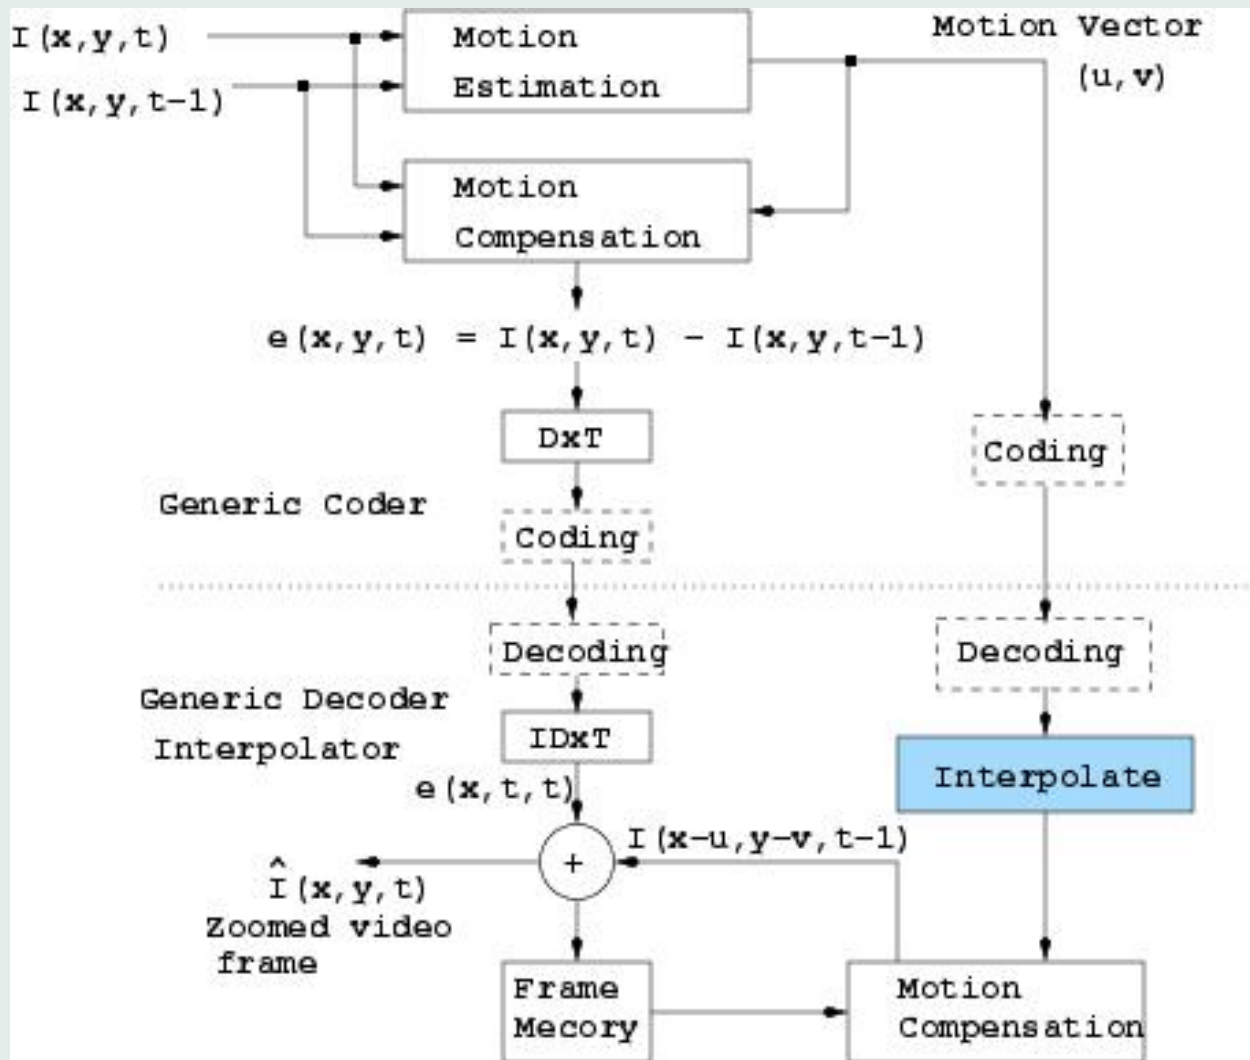 I(x,y,t)
I(x,y,t-1)
Motion
Estimation
Motion Vector
(u,v)
Motion
Compensation
e(x,y,t) = I(x,y,t) - I(x,y,t-1)
DxT
Coding
Generic Coder
Coding
Decoding
Decoding
Generic Decoder
Interpolator
IDxT
Interpolate
e(x,t,t)
+
I(x-u,y-v,t-1)
^
I(x,y,t)
Zoomed video
frame
Frame
Mecory
Motion
Compensation